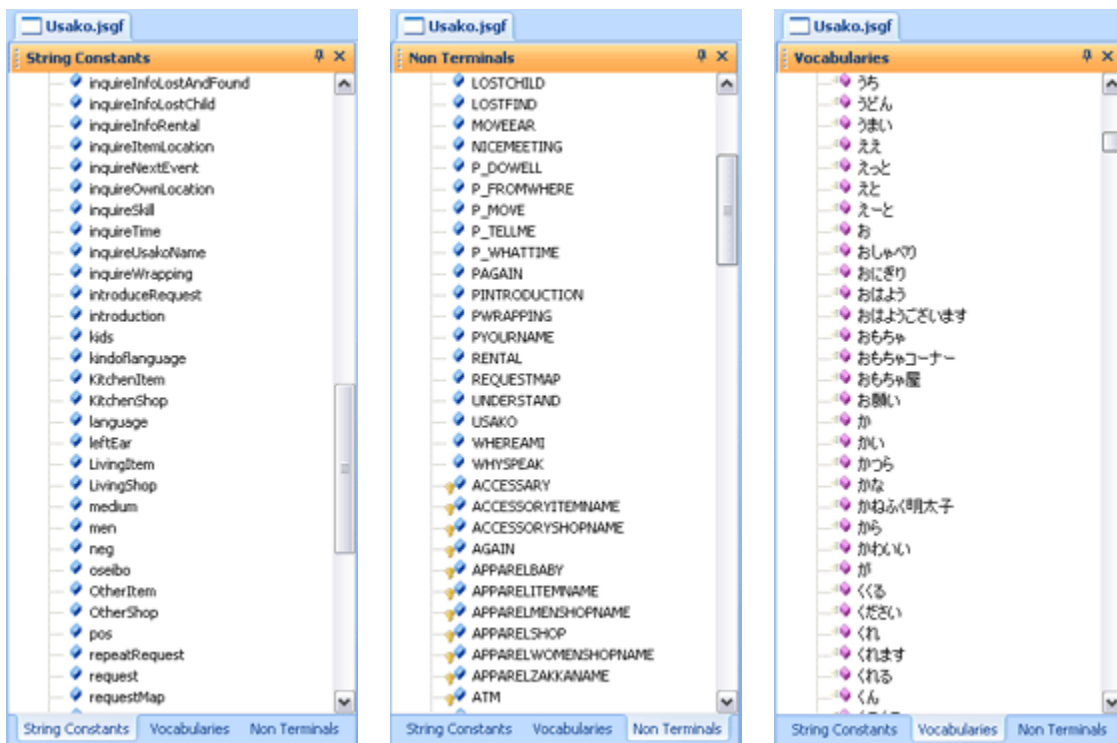 Usako.jsgf
String Constants
inquireInfoLostAndFound
inquireInfoLostChild
inquireInfoRental
inquireItemLocation
inquireNextEvent
inquireOwnLocation
inquireSkill
inquireTime
inquireUsakoName
inquireWrapping
introduceRequest
introduction
kids
kindoflanguage
KitchenItem
KitchenShop
language
leftEar
LivingItem
LivingShop
medium
men
neg
oseibo
OtherItem
OtherShop
pos
repeatRequest
request
requestMap
String Constants Vocabularies Non Terminals
Usako.jsgf
Non Terminals
LOSTCHILD
LOSTFIND
MOVEEAR
NICEMEETING
P_DOWELL
P_FROMWHERE
P_MOVE
P_TELLME
P_WHATTIME
PAGAIN
PINTRODUCTION
PWRAPPING
PYOURNAME
RENTAL
REQUESTMAP
UNDERSTAND
USAKO
WHEREAMI
WHYSPEAK
ACCESSARY
ACCESSORYITEMNAME
ACCESSORYSHOPNAME
AGAIN
APPARELBABY
APPARELITEMNAME
APPARELMENSHOPNAME
APPARELSHOP
APPARELWOMENSHOPNAME
APPARELZAKKANAME
ATM
String Constants Vocabularies Non Terminals
Usako.jsgf
Vocabularies
うち
うどん
うまい
ええ
えっと
えと
えーと
お
おしゃべり
おにぎり
おはよう
おはようございます
おもちゃ
おもちゃコーナー
おもちゃ屋
お願い
か
かい
かつら
かな
かねふく明太子
から
かわいい
が
くくる
ください
くれ
くれます
くれる
くん
String Constants Vocabularies Non Terminals